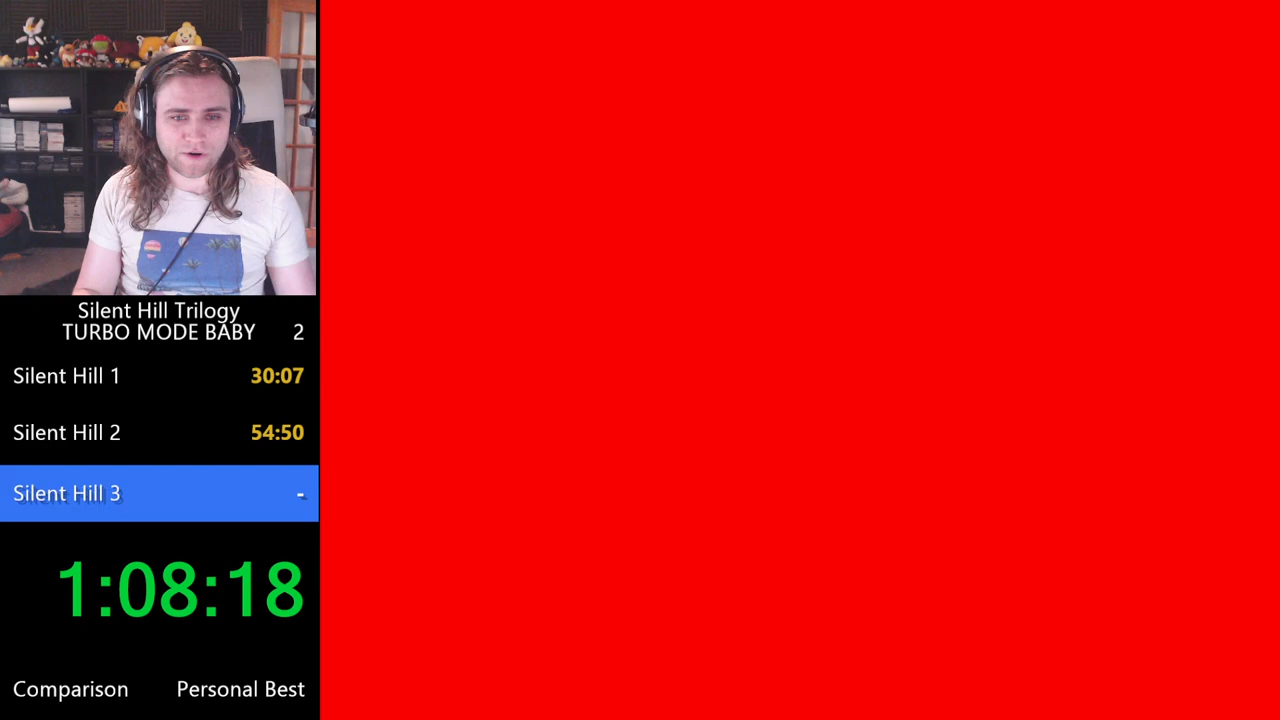 Silent Hill Trilogy
TURBO MODE BABY 2
Silent Hill 1 30:07
Silent Hill 2 54:50
Silent Hill 3 -
1:08:18
Comparison Personal Best